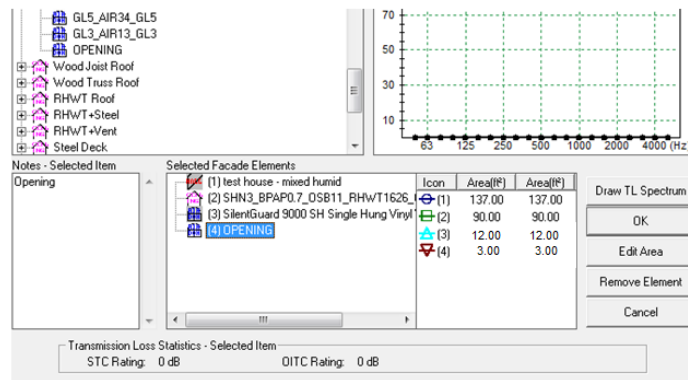 GL5_AIR34_GL5
GL3_AIR13_GL3
OPENING
Wood Joist Roof
Wood Truss Roof
RHWT Roof
RHWT+Steel
RHWT+Vent
Steel Deck
70
50
30
10
63 125 250 500 1000 2000 4000 (Hz)
Notes - Selected Item
Opening
Selected Facade Elements
(1) test house - mixed humid
(2) SHN3_BPAP0.7_OSB11_RHWT1626_
(3) SilentGuard 9000 SH Single Hung Vinyl
(4) OPENING
Icon Area(ft²) Area(ft²)
(1) 137.00 137.00
(2) 90.00 90.00
(3) 12.00 12.00
(4) 3.00 3.00
Draw TL Spectrum
OK
Edit Area
Remove Element
Cancel
Transmission Loss Statistics - Selected Item
STC Rating: 0 dB OITC Rating: 0 dB